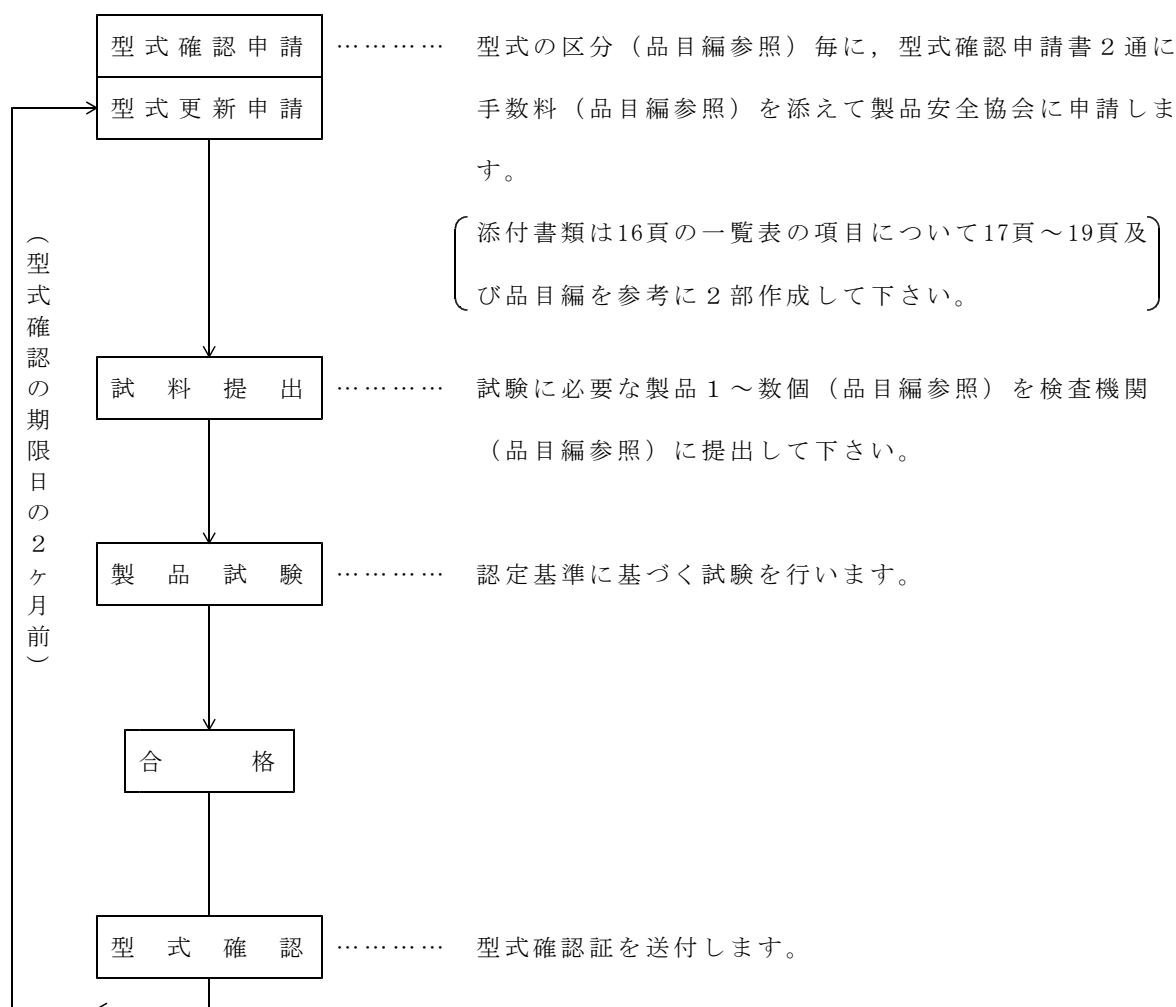 型式確認申請 ………… 型式の区分（品目編参照）毎に，型式確認申請書２通に
型式更新申請 手数料（品目編参照）を添えて製品安全協会に申請しま
す。
添付書類は16頁の一覧表の項目について17頁～19頁及
び品目編を参考に２部作成して下さい。
（型式確認の期限日の２ヶ月前）
試料提出 ………… 試験に必要な製品１～数個（品目編参照）を検査機関
（品目編参照）に提出して下さい。
製品試験 ………… 認定基準に基づく試験を行います。
合格
型式確認 ………… 型式確認証を送付します。